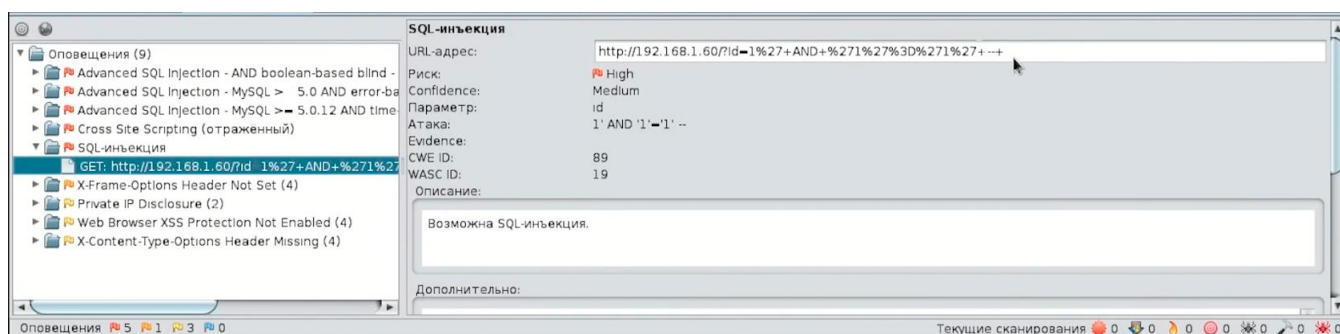 Оповещения (9)
Advanced SQL Injection - AND boolean-based blind -
Advanced SQL Injection - MySQL > 5.0 AND error-ba
Advanced SQL Injection - MySQL >= 5.0.12 AND time-
Cross Site Scripting (отраженный)
SQL-инъекция
GET: http://192.168.1.60/?id=1%27+AND+%271%27
X-Frame-Options Header Not Set (4)
Private IP Disclosure (2)
Web Browser XSS Protection Not Enabled (4)
X-Content-Type-Options Header Missing (4)
SQL-инъекция
URL-адрес: http://192.168.1.60/?id=1%27+AND+%271%27%3D%271%27+--+
Риск: High
Confidence: Medium
Параметр: id
Атака: 1' AND '1'='1' --
Evidence:
CWE ID: 89
WASC ID: 19
Описание:
Возможна SQL-инъекция.
Дополнительно:
Оповещения 5 1 3 0
Текущие сканирования 0 0 0 0 0 0